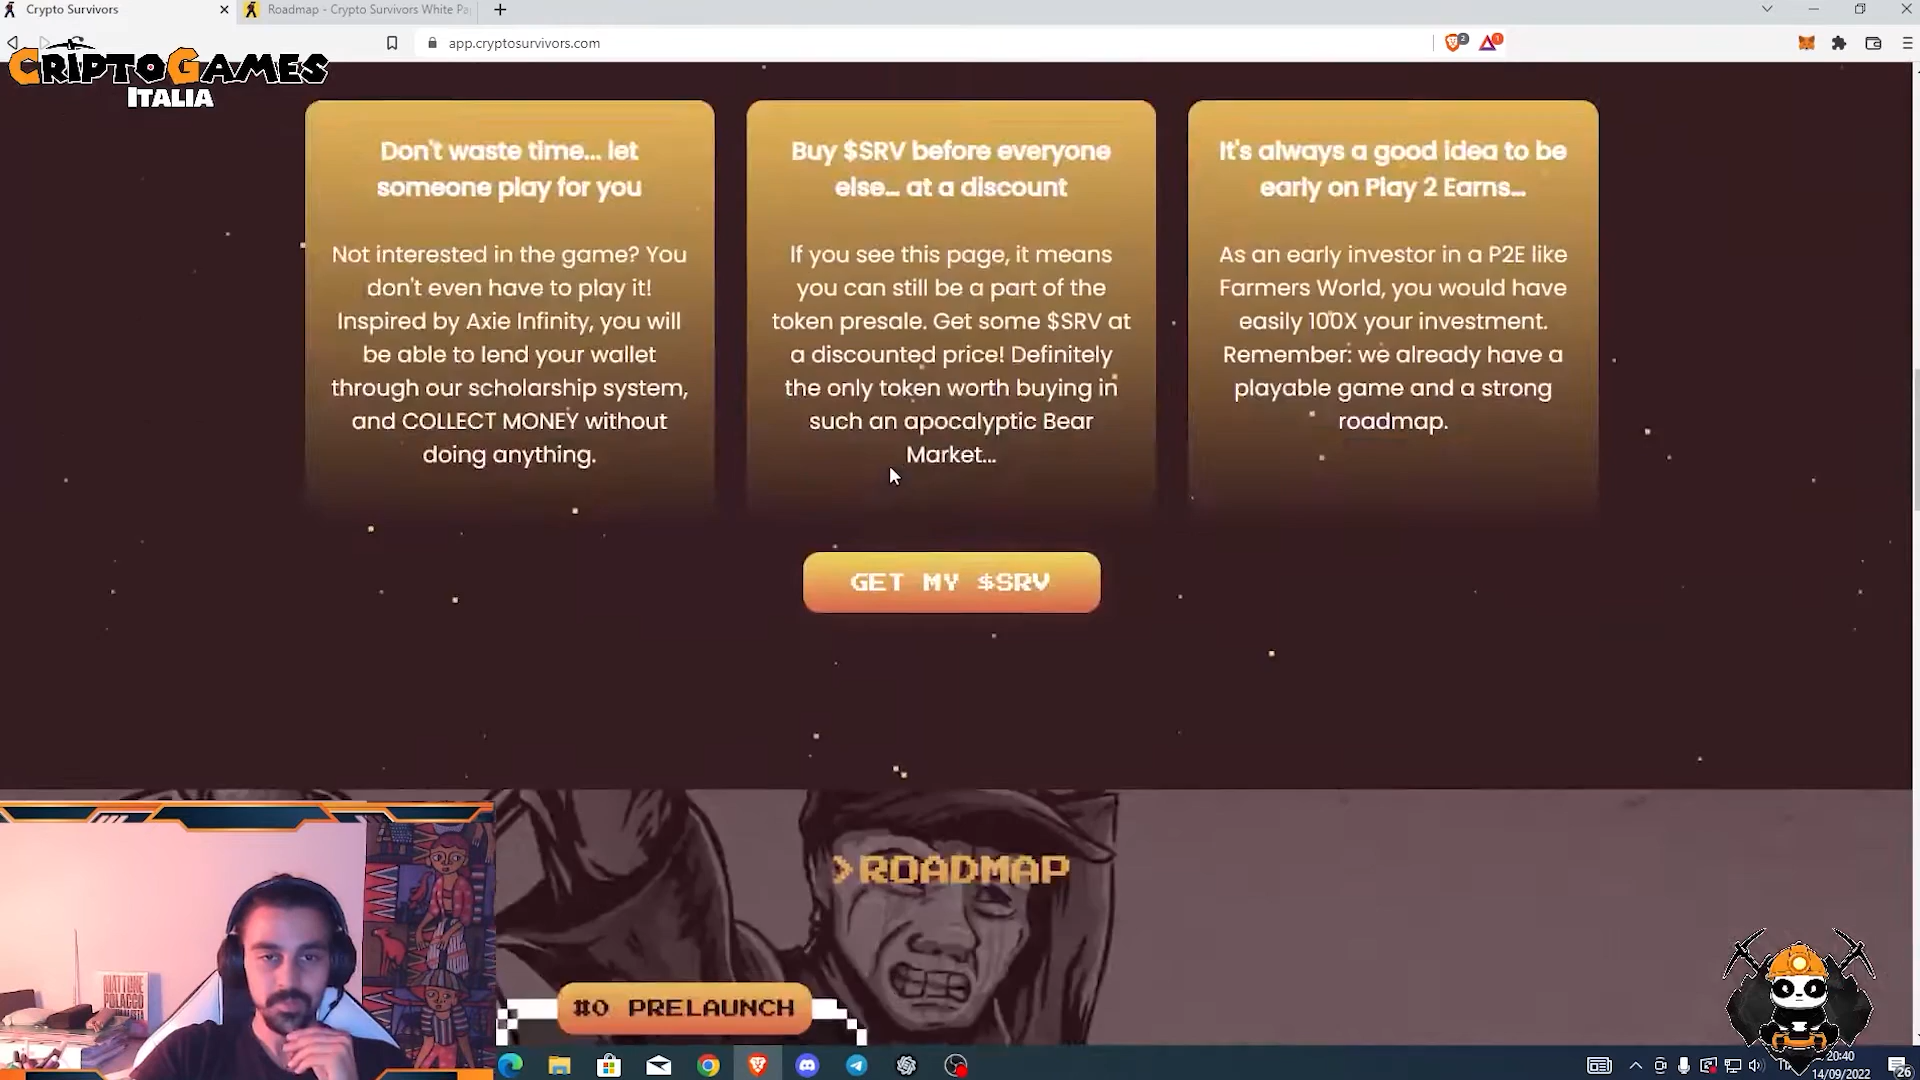 Crypto Survivors
Roadmap - Crypto Survivors White Pa
app.cryptosurvivors.com
2
1
CRIPTOGAMES
ITALIA
Don't waste time... let
someone play for you
Not interested in the game? You
don't even have to play it!
Inspired by Axie Infinity, you will
be able to lend your wallet
through our scholarship system,
and COLLECT MONEY without
doing anything.
Buy $SRV before everyone
else... at a discount
If you see this page, it means
you can still be a part of the
token presale. Get some $SRV at
a discounted price! Definitely
the only token worth buying in
such an apocalyptic Bear
Market...
It's always a good idea to be
early on Play 2 Earns...
As an early investor in a P2E like
Farmers World, you would have
easily 100X your investment.
Remember: we already have a
playable game and a strong
roadmap.
GET MY $SRV
>ROADMAP
#0 PRELAUNCH
MATTONE
POLACCO
20:40
14/09/2022
26